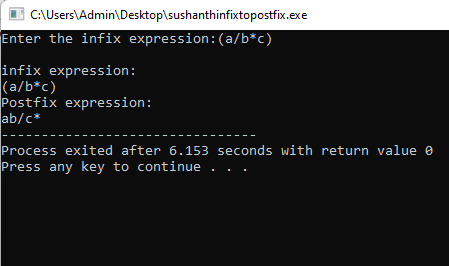 C:\Users\Admin\Desktop\sushanthinfixtopostfix.exe
Enter the infix expression:(a/b*c)
infix expression:
(a/b*c)
Postfix expression:
ab/c*
--------------------------------
Process exited after 6.153 seconds with return value 0
Press any key to continue . . .